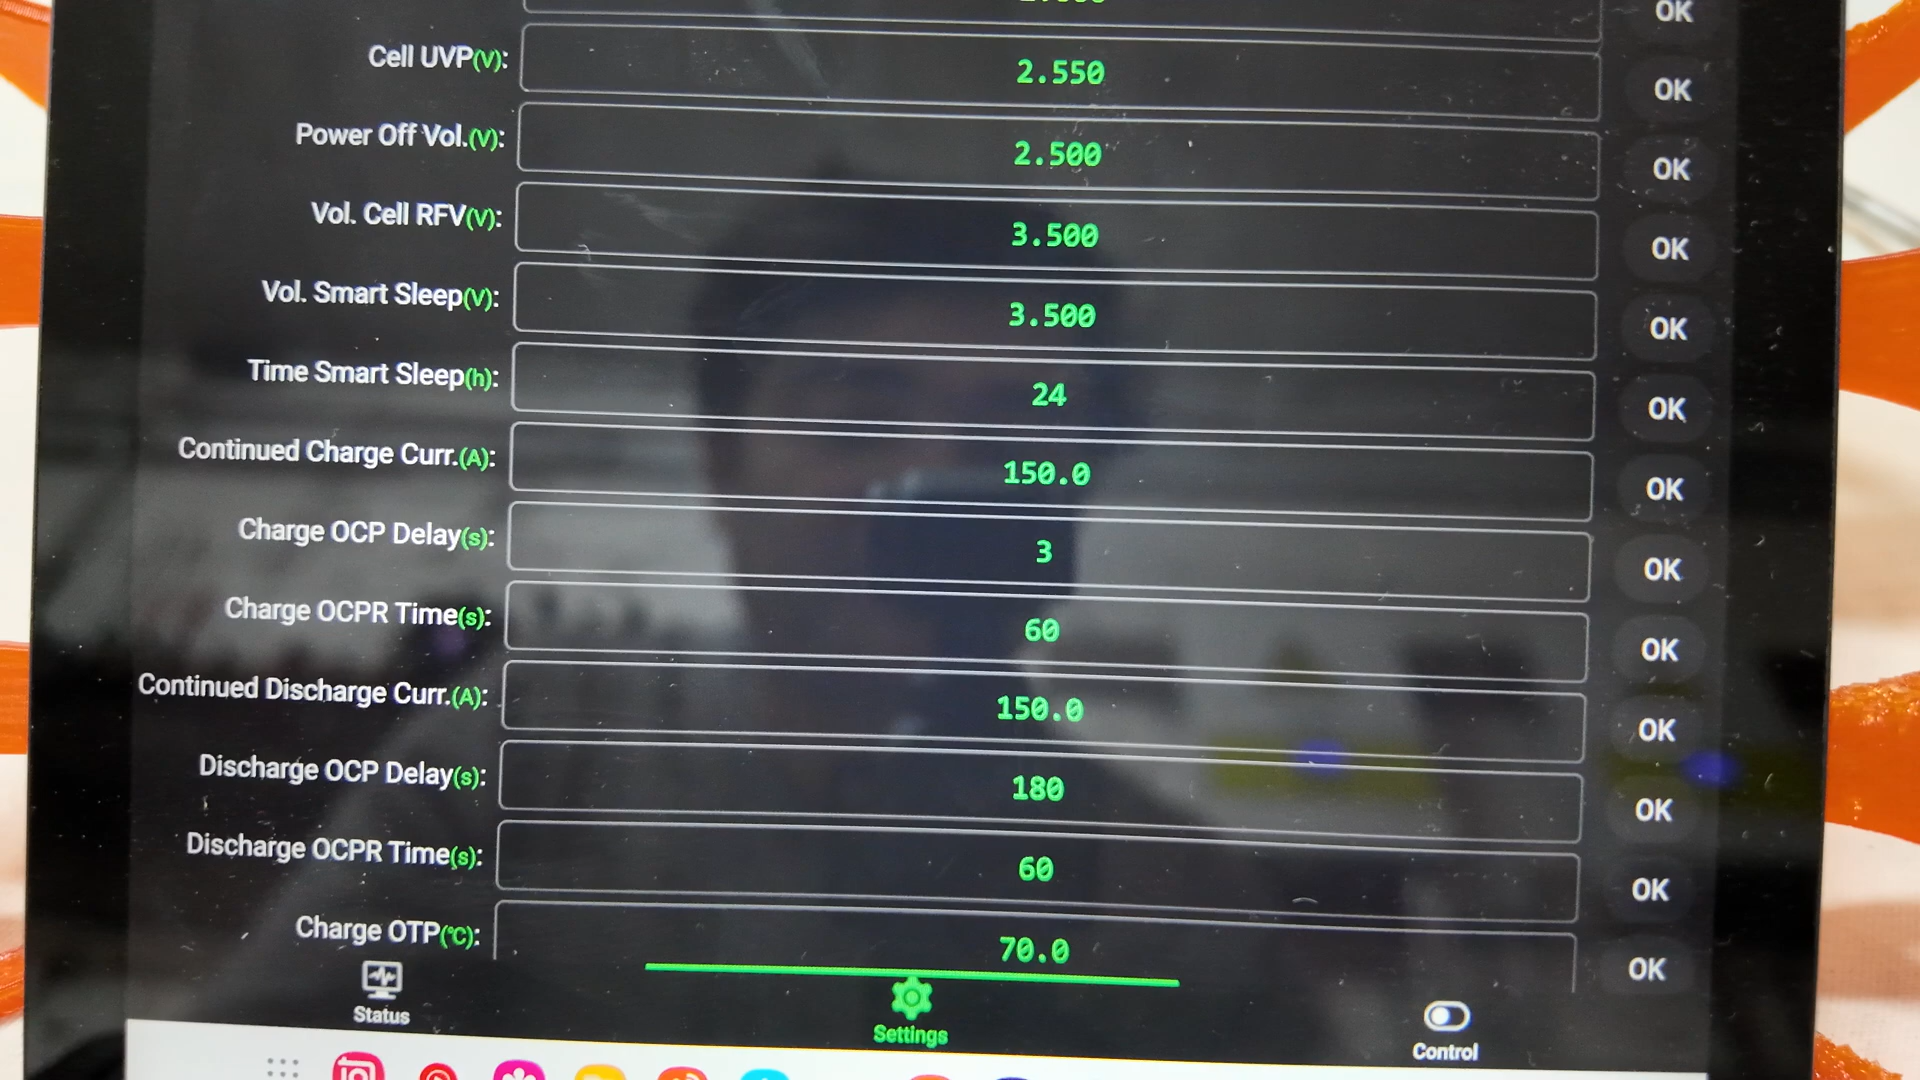 OK
Cell UVP(V): 2.550 OK
Power Off Vol.(V): 2.500 OK
Vol. Cell RFV(V): 3.500 OK
Vol. Smart Sleep(V): 3.500 OK
Time Smart Sleep(h): 24 OK
Continued Charge Curr.(A): 150.0 OK
Charge OCP Delay(s): 3 OK
Charge OCPR Time(s): 60 OK
Continued Discharge Curr.(A): 150.0 OK
Discharge OCP Delay(s): 180 OK
Discharge OCPR Time(s): 60 OK
Charge OTP(℃): 70.0 OK
Status
Settings
Control